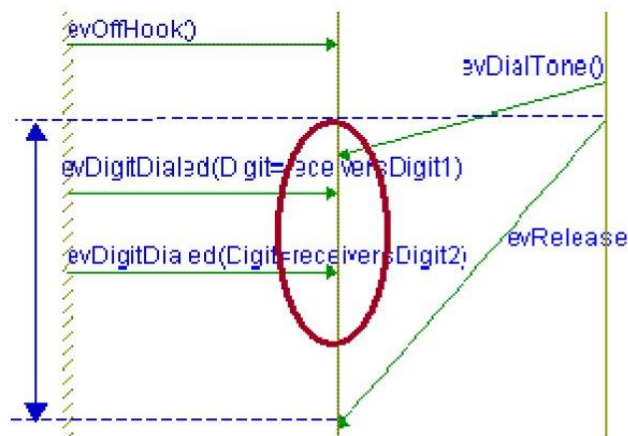 evOffHook()
evDialTone()
evDigitDialed(Digit=receiversDigit1)
evDigitDialed(Digit=receiversDigit2)
evRelease